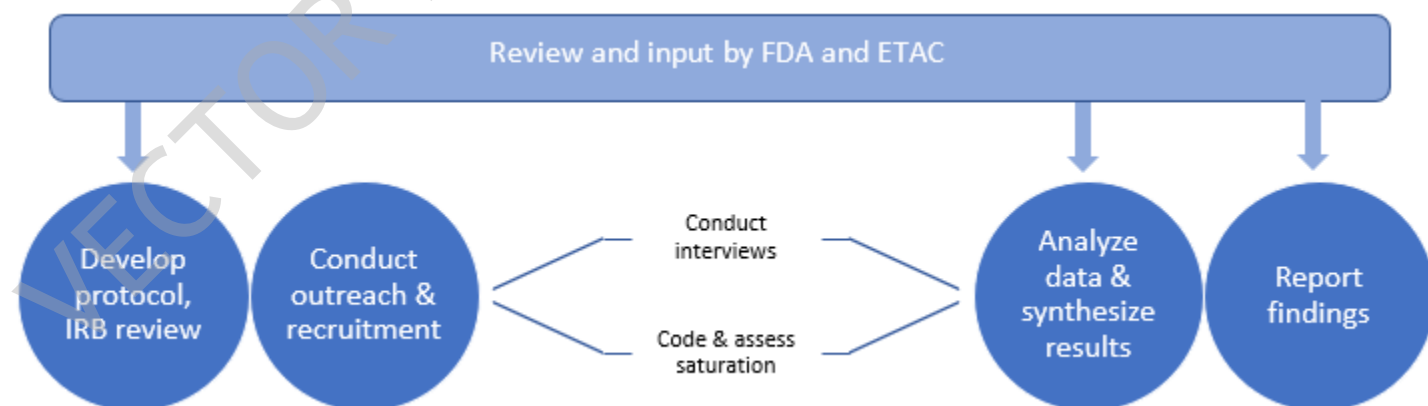 Review and input by FDA and ETAC
Develop
protocol,
IRB review
Conduct
outreach &
recruitment
Conduct
interviews
Code & assess
saturation
Analyze
data &
synthesize
results
Report
findings
VECTOR